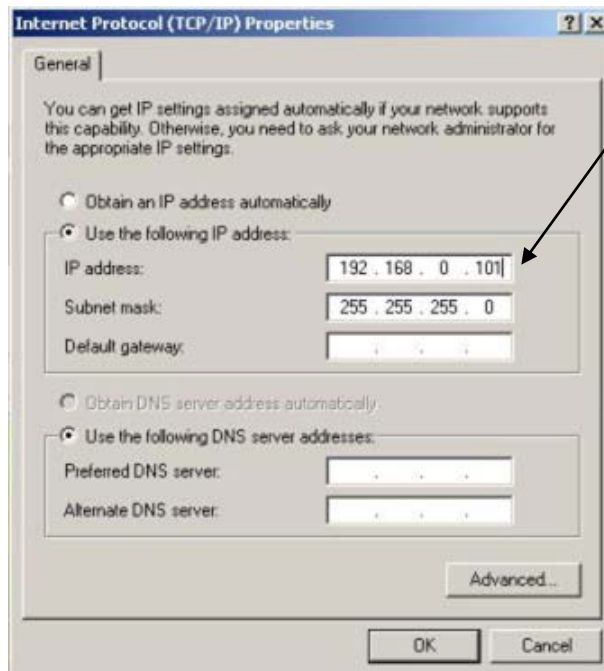 Internet Protocol (TCP/IP) Properties
General
You can get IP settings assigned automatically if your network supports
this capability. Otherwise, you need to ask your network administrator for
the appropriate IP settings.
Obtain an IP address automatically
Use the following IP address:
IP address: 192 . 168 . 0 . 101
Subnet mask: 255 . 255 . 255 . 0
Default gateway: . . .
Obtain DNS server address automatically
Use the following DNS server addresses:
Preferred DNS server: . . .
Alternate DNS server: . . .
Advanced...
OK Cancel